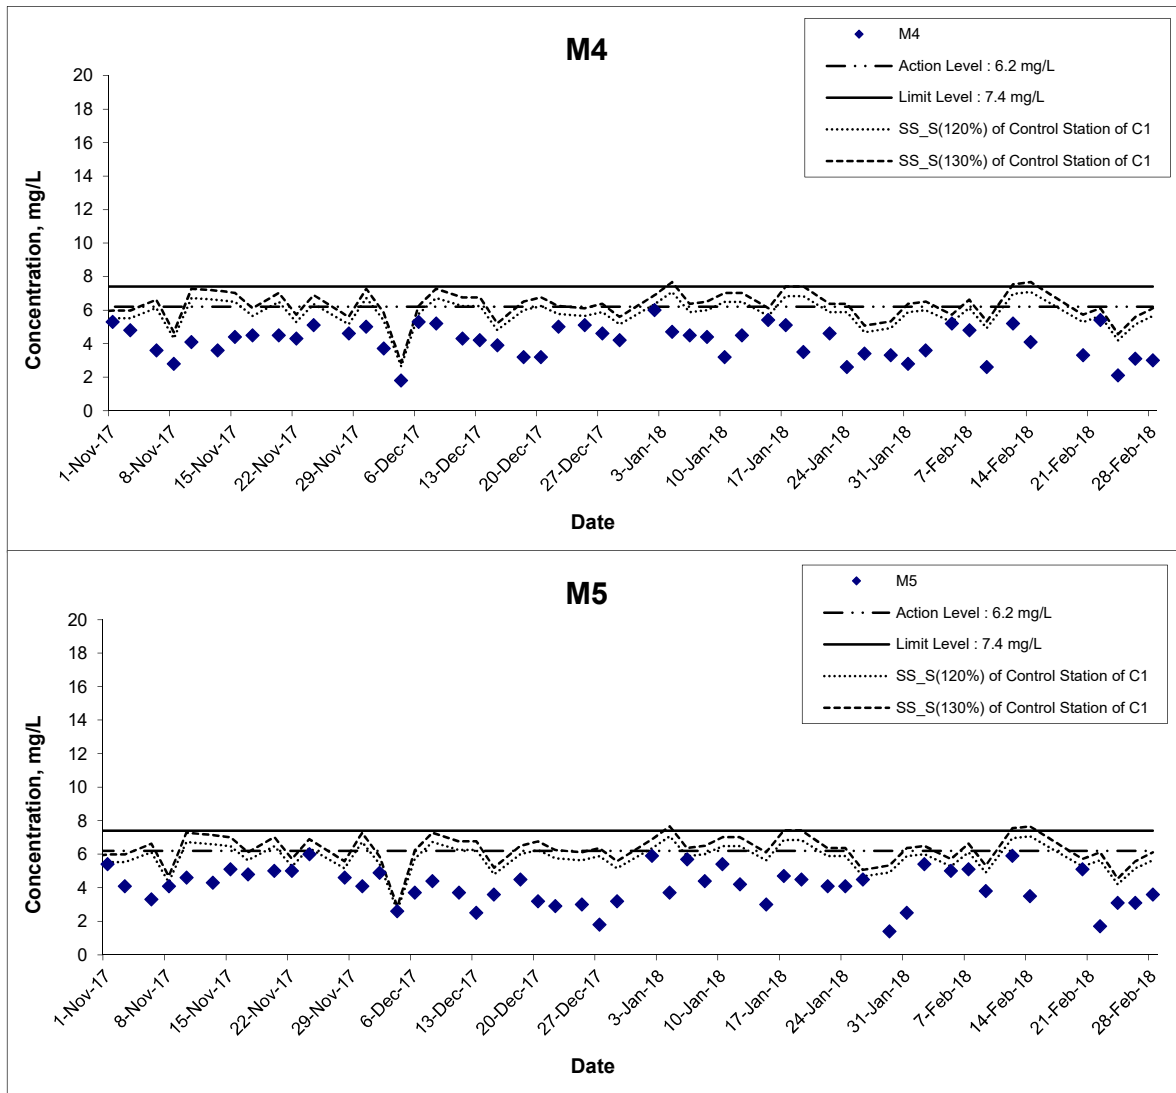 M4
M4
Action Level : 6.2 mg/L
Limit Level : 7.4 mg/L
SS_S(120%) of Control Station of C1
SS_S(130%) of Control Station of C1
Concentration, mg/L
20
18
16
14
12
10
8
6
4
2
0
1-Nov-17
8-Nov-17
15-Nov-17
22-Nov-17
29-Nov-17
6-Dec-17
13-Dec-17
20-Dec-17
27-Dec-17
3-Jan-18
10-Jan-18
17-Jan-18
24-Jan-18
31-Jan-18
7-Feb-18
14-Feb-18
21-Feb-18
28-Feb-18
Date
M5
M5
Action Level : 6.2 mg/L
Limit Level : 7.4 mg/L
SS_S(120%) of Control Station of C1
SS_S(130%) of Control Station of C1
Concentration, mg/L
20
18
16
14
12
10
8
6
4
2
0
1-Nov-17
8-Nov-17
15-Nov-17
22-Nov-17
29-Nov-17
6-Dec-17
13-Dec-17
20-Dec-17
27-Dec-17
3-Jan-18
10-Jan-18
17-Jan-18
24-Jan-18
31-Jan-18
7-Feb-18
14-Feb-18
21-Feb-18
28-Feb-18
Date